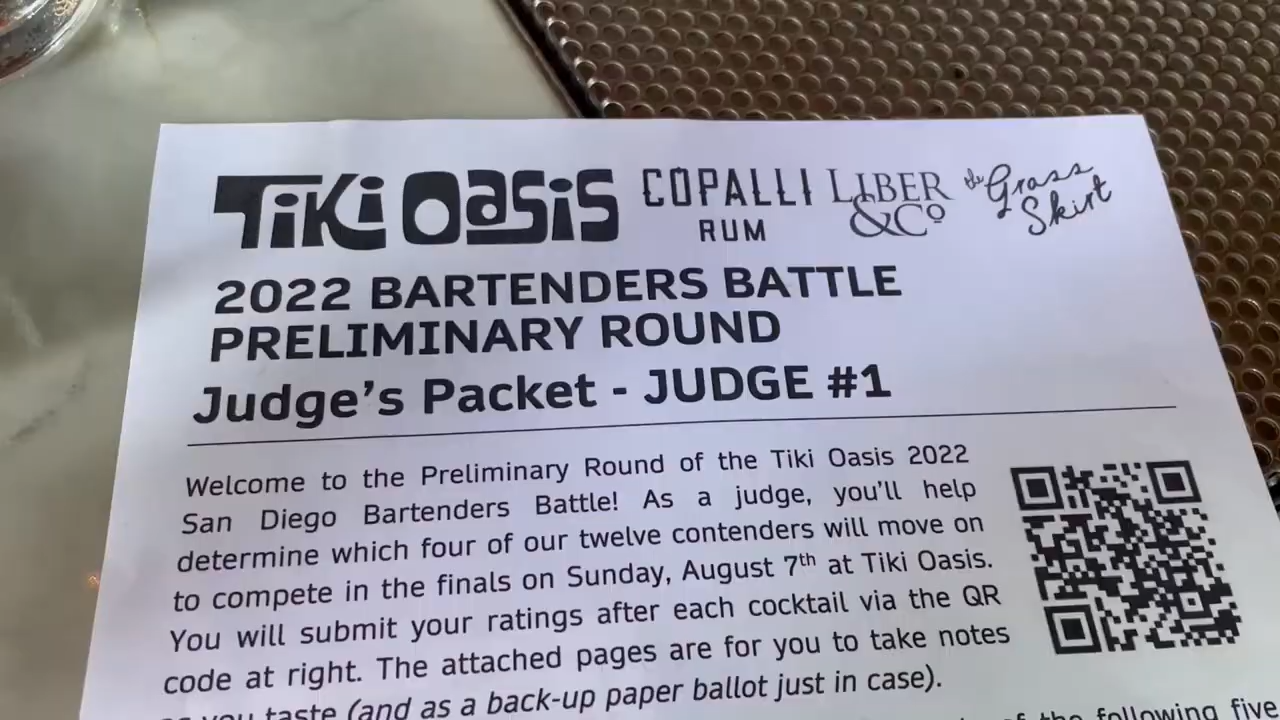 TiKi OasiS COPALLI RUM LIBER & Co the Grass Skirt
2022 BARTENDERS BATTLE
PRELIMINARY ROUND
Judge's Packet - JUDGE #1
Welcome to the Preliminary Round of the Tiki Oasis 2022
San Diego Bartenders Battle! As a judge, you'll help
determine which four of our twelve contenders will move on
to compete in the finals on Sunday, August 7th at Tiki Oasis.
You will submit your ratings after each cocktail via the QR
code at right. The attached pages are for you to take notes
as you taste (and as a back-up paper ballot just in case).
of the following five